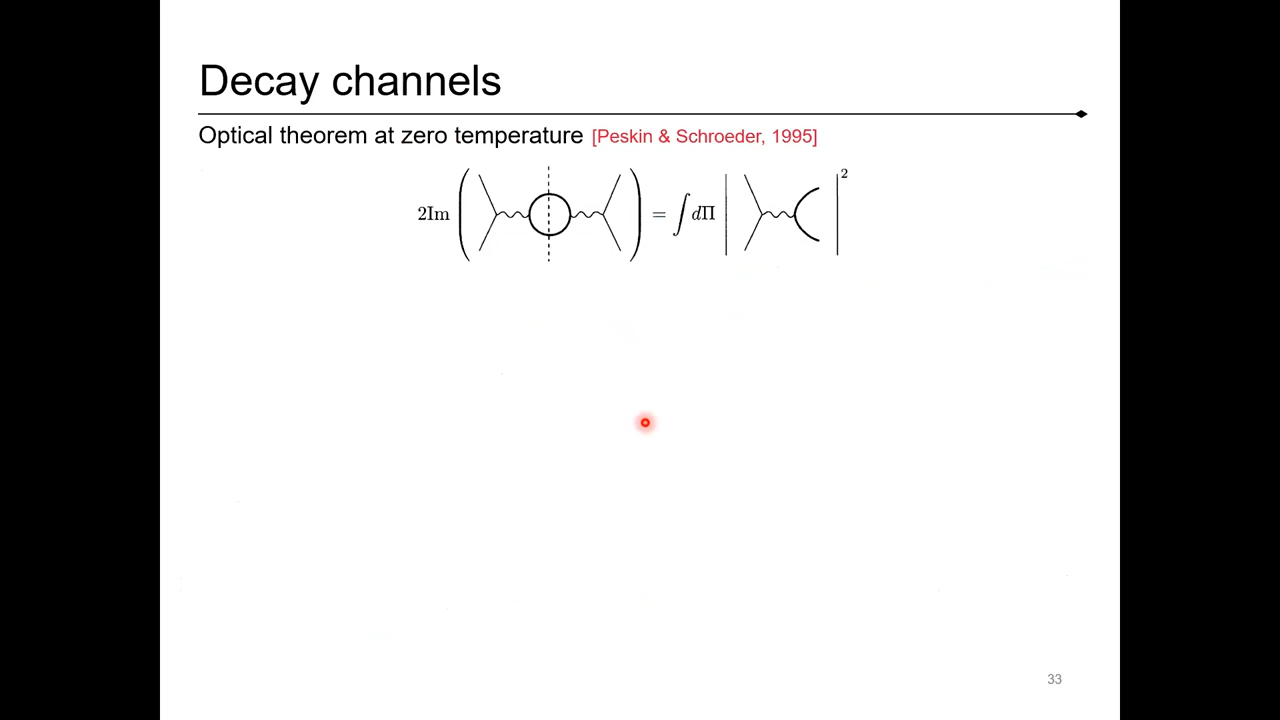 Decay channels
Optical theorem at zero temperature [Peskin & Schroeder, 1995]
2Im ( ) = ∫ dΠ | |²
33